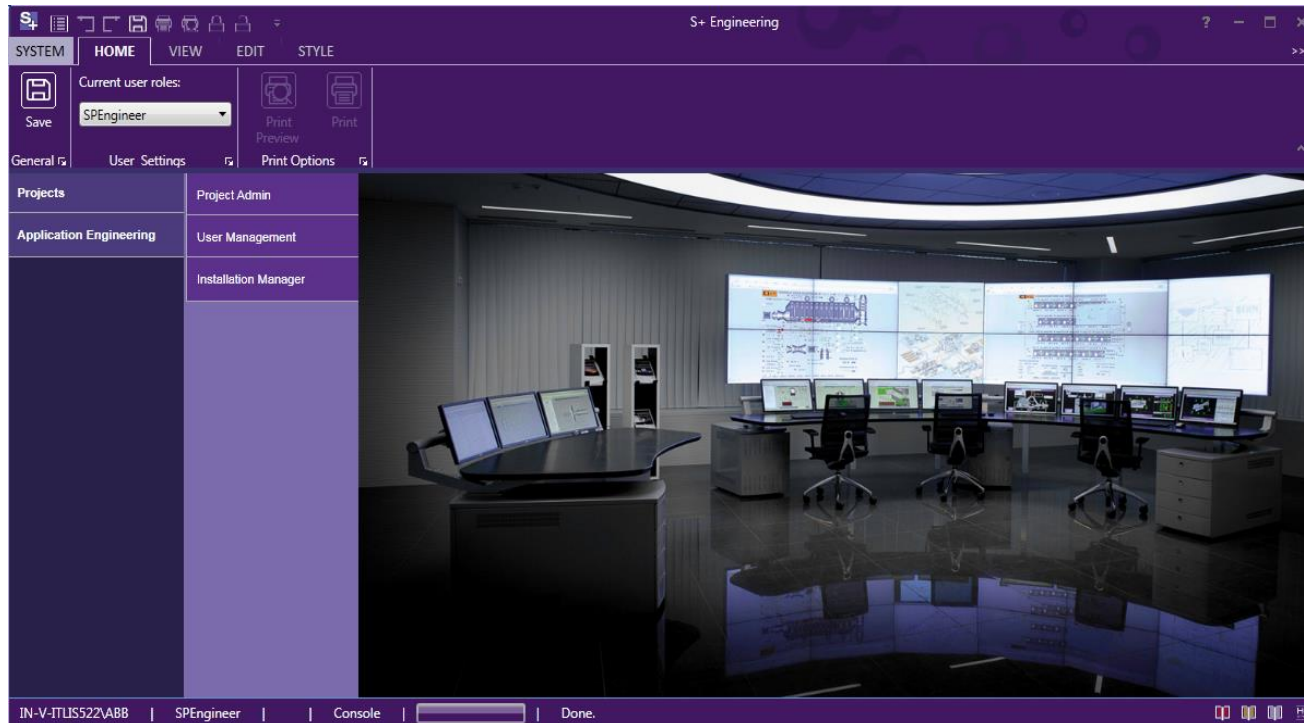 S+
S+ Engineering
?
SYSTEM HOME VIEW EDIT STYLE
>>
Current user roles:
SPEngineer
Save
Print Preview
Print
General User Settings Print Options
Projects
Project Admin
Application Engineering
User Management
Installation Manager
IN-V-ITLIS522\ABB | SPEngineer | | Console | | Done.